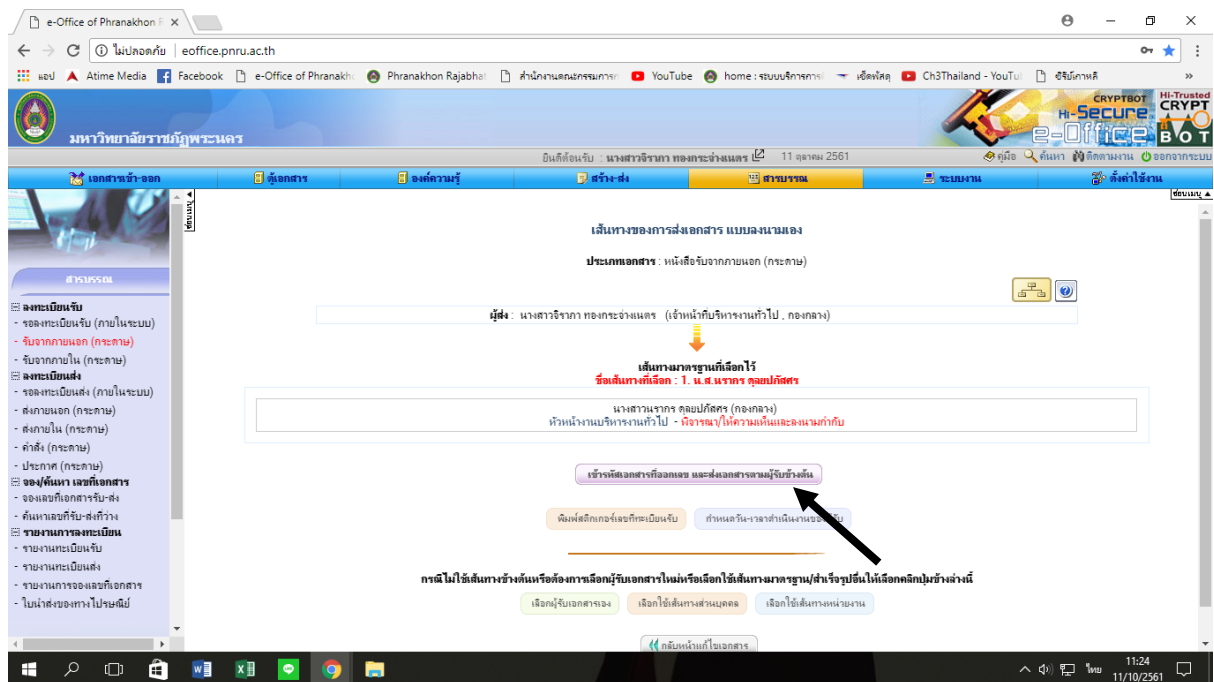 e-Office of Phranakhon R
ไม่ปลอดภัย | eoffice.pnru.ac.th
แอป Atime Media Facebook e-Office of Phranakho Phranakhon Rajabhat สำนักงานคณะกรรมการก YouTube home : ระบบบริการการ เช็คพัสดุ Ch3Thailand - YouTub ซีรี่ย์เกาหลี »
มหาวิทยาลัยราชภัฏพระนคร
CRYPTBOT
Hi-Secure
e-Office
Hi-Trusted
CRYPT
BOT
ยินดีต้อนรับ : นางสาวจิราภา ทองกระจ่างเนตร 11 ตุลาคม 2561 คู่มือ ค้นหา ติดตามงาน ออกจากระบบ
เอกสารเข้า-ออก ตู้เอกสาร องค์ความรู้ สร้าง-ส่ง สารบรรณ ระบบงาน ตั้งค่าใช้งาน
ซ่อนเมนู ▲
ซ่อนเมนู
สารบรรณ
ลงทะเบียนรับ
- รอลงทะเบียนรับ (ภายในระบบ)
- รับจากภายนอก (กระดาษ)
- รับจากภายใน (กระดาษ)
ลงทะเบียนส่ง
- รอลงทะเบียนส่ง (ภายในระบบ)
- ส่งภายนอก (กระดาษ)
- ส่งภายใน (กระดาษ)
- คำสั่ง (กระดาษ)
- ประกาศ (กระดาษ)
จอง/ค้นหา เลขที่เอกสาร
- จองเลขที่เอกสารรับ-ส่ง
- ค้นหาเลขที่รับ-ส่งที่ว่าง
รายงานการลงทะเบียน
- รายงานทะเบียนรับ
- รายงานทะเบียนส่ง
- รายงานการจองเลขที่เอกสาร
- ใบนำส่งของทางไปรษณีย์
เส้นทางของการส่งเอกสาร แบบลงนามเอง
ประเภทเอกสาร : หนังสือรับจากภายนอก (กระดาษ)
ผู้ส่ง : นางสาวจิราภา ทองกระจ่างเนตร (เจ้าหน้าที่บริหารงานทั่วไป , กองกลาง)
เส้นทางมาตรฐานที่เลือกไว้
ชื่อเส้นทางที่เลือก : 1. น.ส.นรากร ดุลยปภัสศร
นางสาวนรากร ดุลยปภัสศร (กองกลาง)
หัวหน้างานบริหารงานทั่วไป - พิจารณา/ให้ความเห็นและลงนามกำกับ
เข้ารหัสเอกสารที่ออกเลข และส่งเอกสารตามผู้รับข้างต้น
พิมพ์สติกเกอร์เลขที่ทะเบียนรับ กำหนดวัน-เวลาดำเนินงานของผู้รับ
กรณีไม่ใช้เส้นทางข้างต้นหรือต้องการเลือกผู้รับเอกสารใหม่หรือเลือกใช้เส้นทางมาตรฐาน/สำเร็จรูปอื่นให้เลือกคลิกปุ่มข้างล่างนี้
เลือกผู้รับเอกสารเอง เลือกใช้เส้นทางส่วนบุคคล เลือกใช้เส้นทางหน่วยงาน
กลับหน้าแก้ไขเอกสาร
ไทย 11:24
11/10/2561